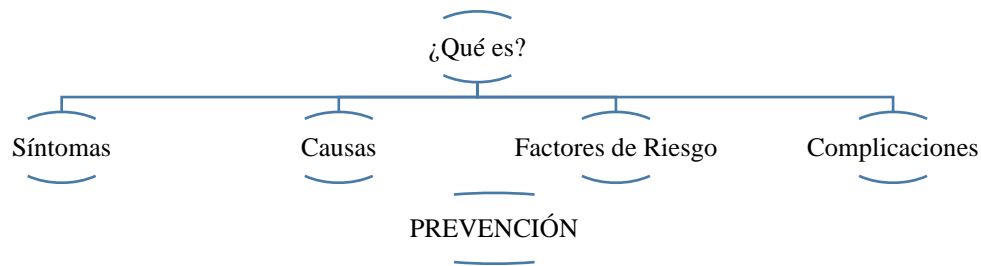 ¿Qué es?
Síntomas
Causas
Factores de Riesgo
Complicaciones
PREVENCIÓN